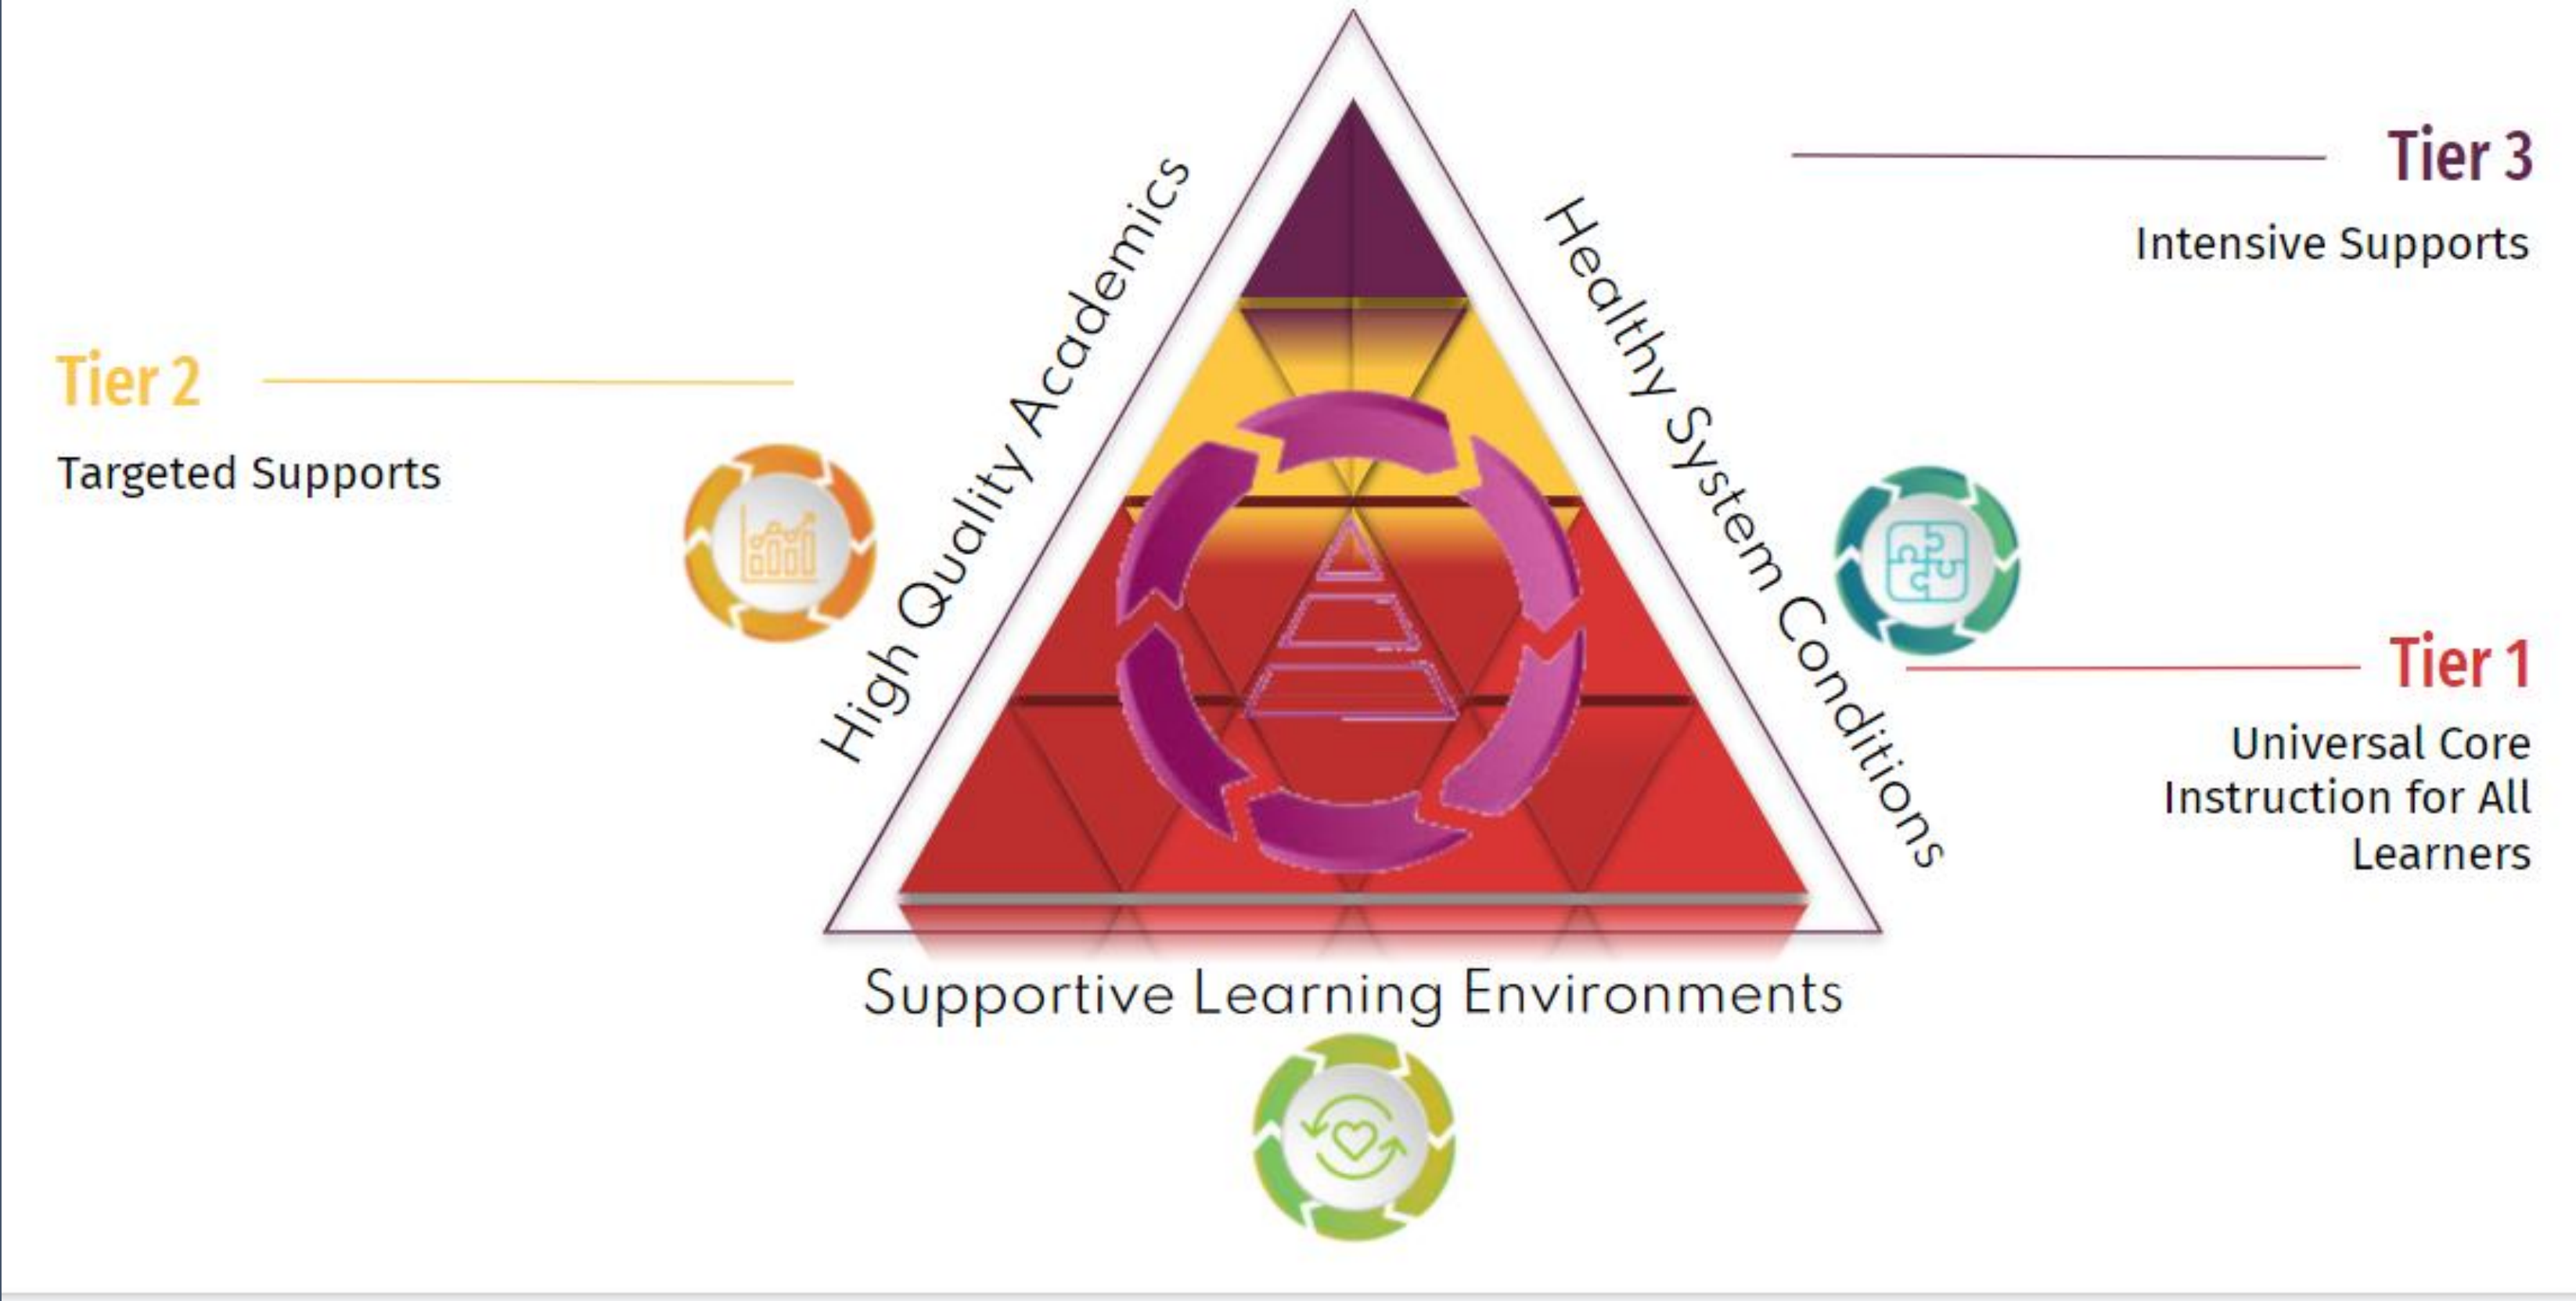 Tier 3
Intensive Supports
Tier 2
Targeted Supports
High Quality Academics
Healthy System Conditions
Tier 1
Universal Core
Instruction for All
Learners
Supportive Learning Environments